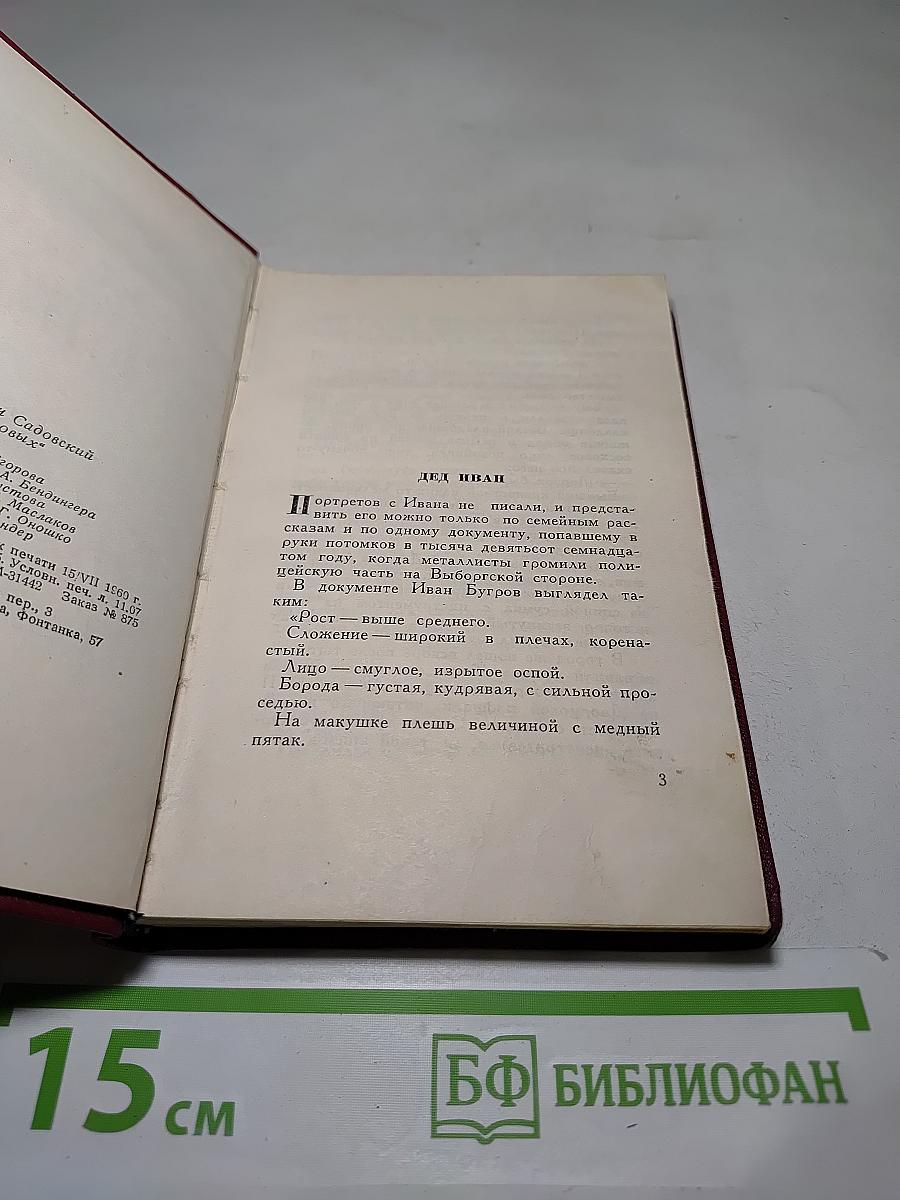 Садовский
овых"
горова
А. Бендингера
стова
Маслаков
Г. Окошко
ндер
к печати 15/VII 1960 г.
Условн. печ. л. 11.07
А-31442 Заказ № 875
пер., 3
Фонтанка, 57
ДЕД ИВАН
Портретов с Ивана не писали, и предста-
вить его можно только по семейным рас-
сказам и по одному документу, попавшему в
руки потомков в тысяча девятьсот семнадца-
том году, когда металлисты громили поли-
цейскую часть на Выборгской стороне.
В документе Иван Бугров выглядел та-
ким:
«Рост — выше среднего.
Сложение — широкий в плечах, корена-
стый.
Лицо — смуглое, изрытое оспой.
Борода — густая, кудрявая, с сильной про-
седью.
На макушке плешь величиной с медный
пятак.
3
15 см
БФ БИБЛИОФАН